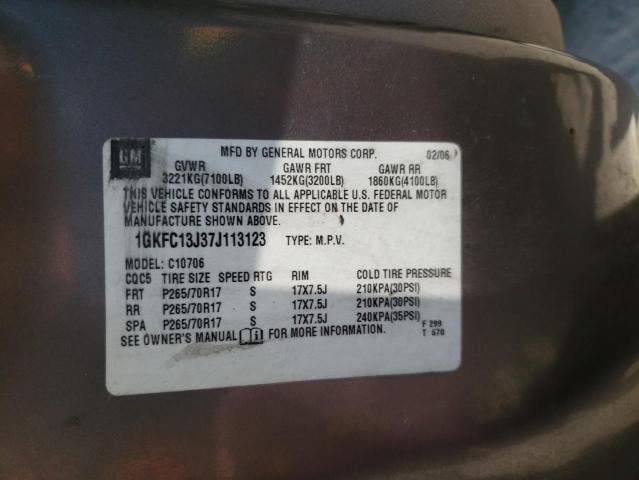 GM
MFD BY GENERAL MOTORS CORP. 02/06
GVWR GAWR FRT GAWR RR
3221KG(7100LB) 1452KG(3200LB) 1860KG(4100LB)
THIS VEHICLE CONFORMS TO ALL APPLICABLE U.S. FEDERAL MOTOR
VEHICLE SAFETY STANDARDS IN EFFECT ON THE DATE OF
MANUFACTURE SHOWN ABOVE.
1GKFC13J37J113123 TYPE: M.P.V.
MODEL: C10706
CQC5 TIRE SIZE SPEED RTG RIM COLD TIRE PRESSURE
FRT P265/70R17 S 17X7.5J 210KPA(30PSI)
RR P265/70R17 S 17X7.5J 210KPA(30PSI)
SPA P265/70R17 S 17X7.5J 240KPA(35PSI)
SEE OWNER'S MANUAL FOR MORE INFORMATION.
F 299
T 670